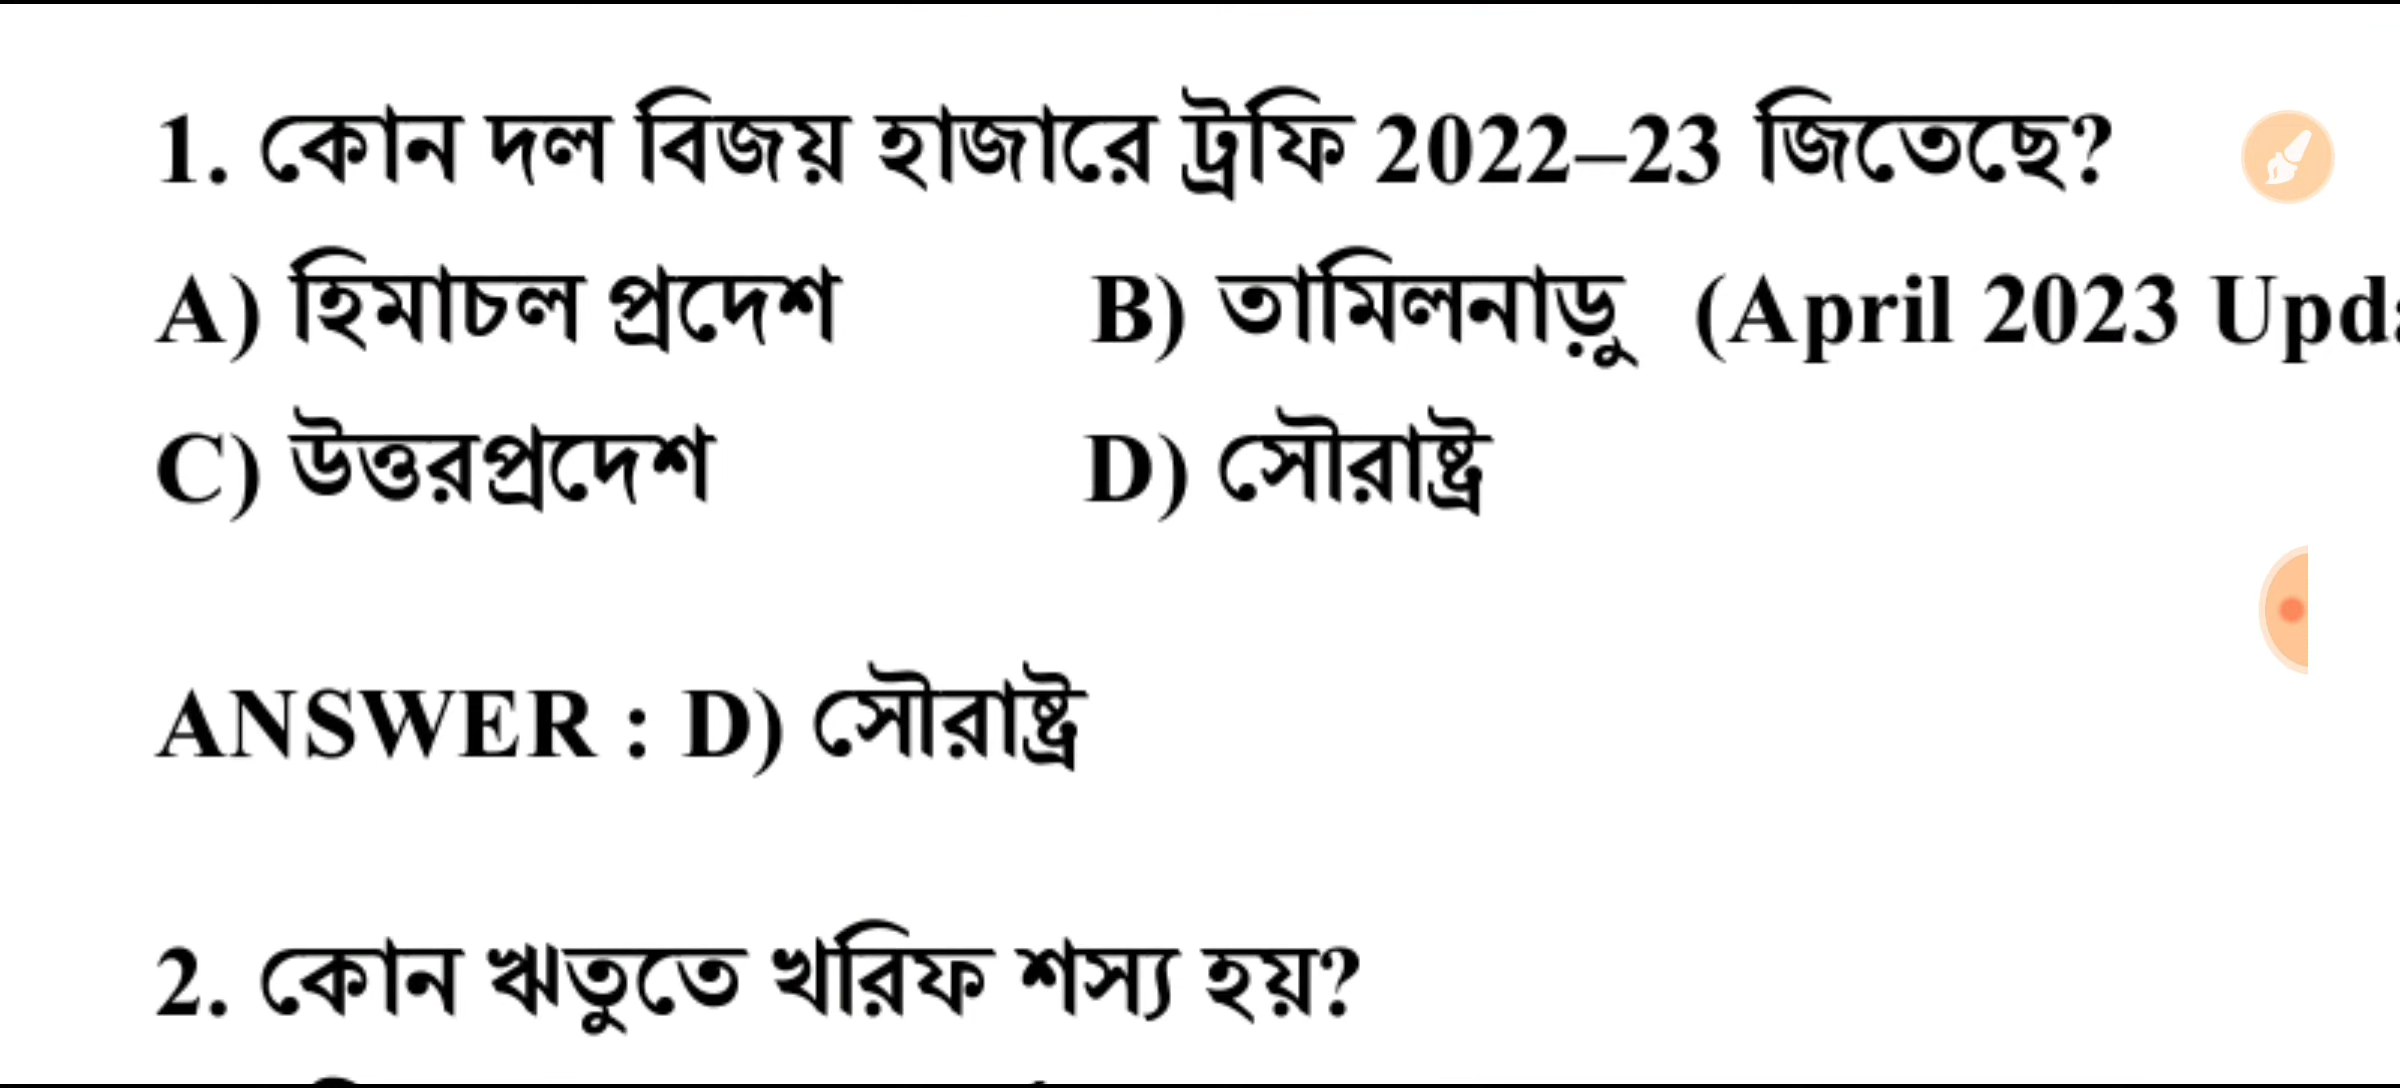 1. কোন দল বিজয় হাজারে ট্রফি 2022–23 জিতেছে?
A) হিমাচল প্রদেশ B) তামিলনাড়ু (April 2023
C) উত্তরপ্রদেশ D) সৌরাষ্ট্র
ANSWER : D) সৌরাষ্ট্র
2. কোন ঋতুতে খরিফ শস্য হয়?